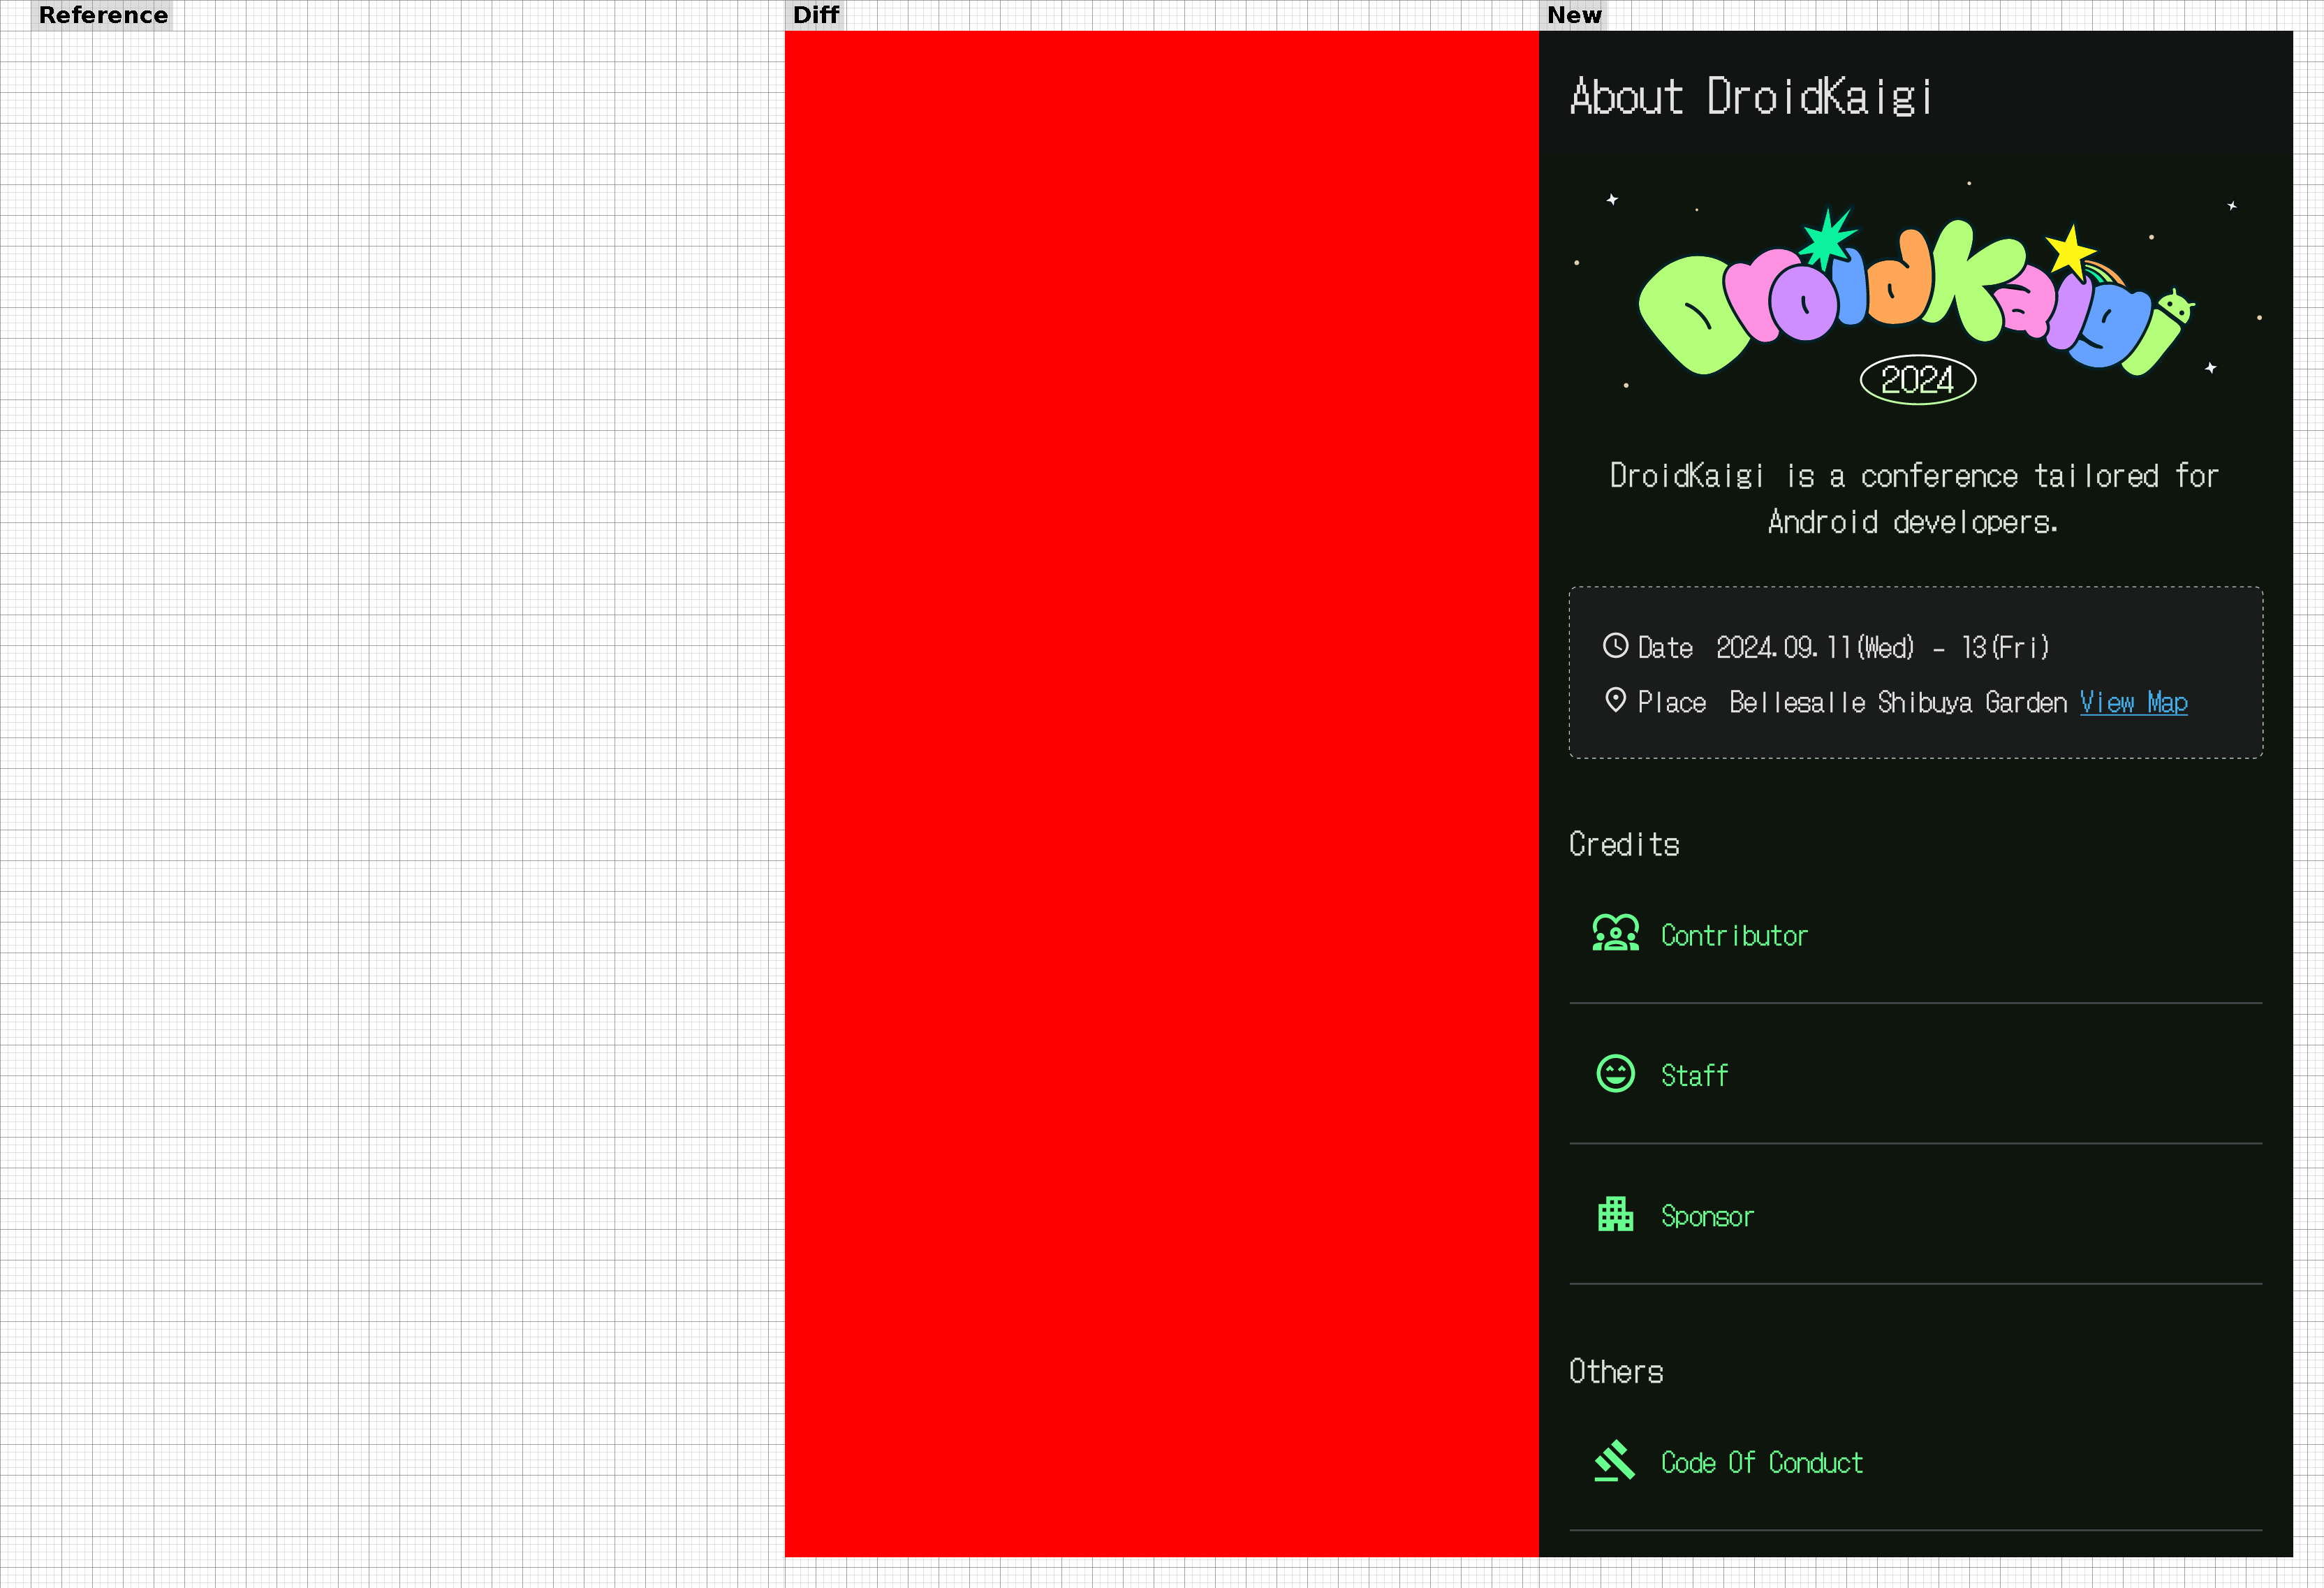 Reference
Diff
New
About DroidKaigi
DroidKaigi
2024
DroidKaigi is a conference tailored for
Android developers.
Date 2024.09.11(Wed) - 13(Fri)
Place Bellesalle Shibuya Garden View Map
Credits
Contributor
Staff
Sponsor
Others
Code Of Conduct